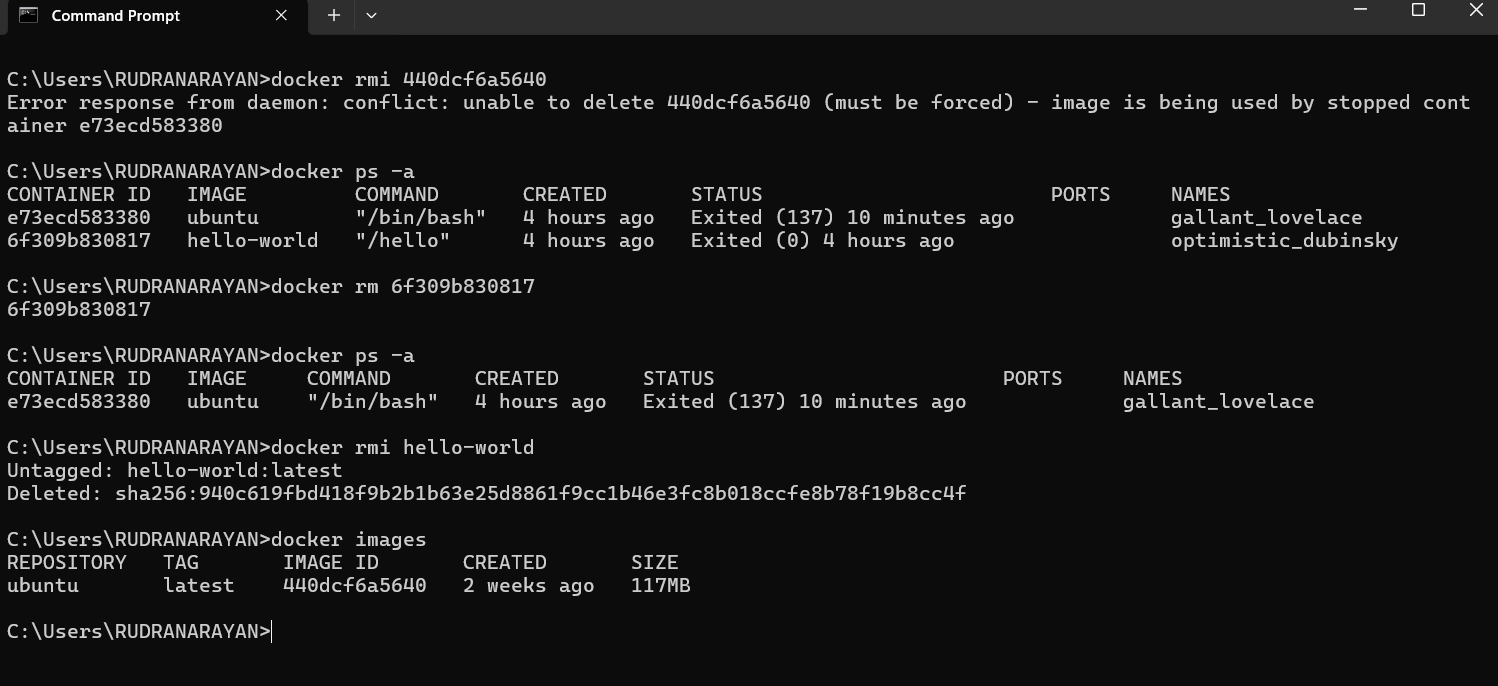 Command Prompt
C:\Users\RUDRANARAYAN>docker rmi 440dcf6a5640
Error response from daemon: conflict: unable to delete 440dcf6a5640 (must be forced) - image is being used by stopped cont
ainer e73ecd583380
C:\Users\RUDRANARAYAN>docker ps -a
CONTAINER ID   IMAGE         COMMAND       CREATED       STATUS                        PORTS     NAMES
e73ecd583380   ubuntu        "/bin/bash"   4 hours ago   Exited (137) 10 minutes ago             gallant_lovelace
6f309b830817   hello-world   "/hello"      4 hours ago   Exited (0) 4 hours ago                  optimistic_dubinsky
C:\Users\RUDRANARAYAN>docker rm 6f309b830817
6f309b830817
C:\Users\RUDRANARAYAN>docker ps -a
CONTAINER ID   IMAGE     COMMAND       CREATED       STATUS                        PORTS     NAMES
e73ecd583380   ubuntu    "/bin/bash"   4 hours ago   Exited (137) 10 minutes ago             gallant_lovelace
C:\Users\RUDRANARAYAN>docker rmi hello-world
Untagged: hello-world:latest
Deleted: sha256:940c619fbd418f9b2b1b63e25d8861f9cc1b46e3fc8b018ccfe8b78f19b8cc4f
C:\Users\RUDRANARAYAN>docker images
REPOSITORY   TAG       IMAGE ID       CREATED       SIZE
ubuntu       latest    440dcf6a5640   2 weeks ago   117MB
C:\Users\RUDRANARAYAN>